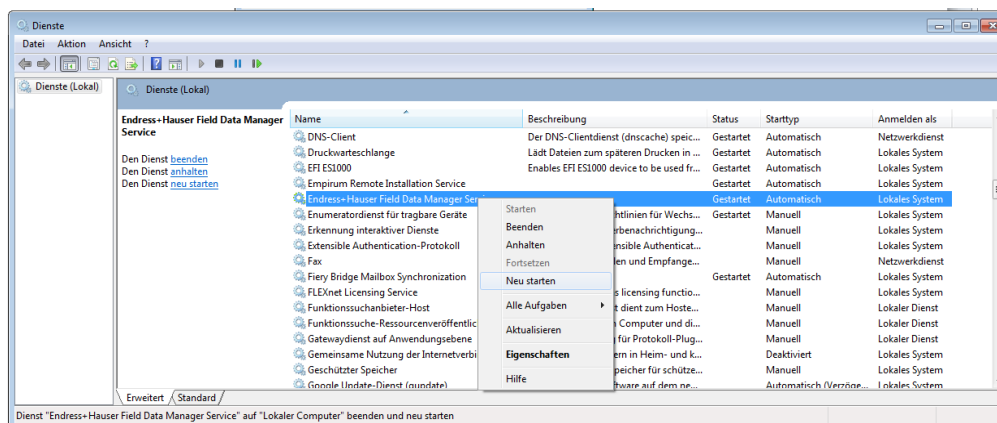 Dienste
Datei Aktion Ansicht ?
Dienste (Lokal)
Dienste (Lokal)
Endress+Hauser Field Data Manager Service
Den Dienst beenden
Den Dienst anhalten
Den Dienst neu starten
Name Beschreibung Status Starttyp Anmelden als
DNS-Client Der DNS-Clientdienst (dnscache) speic... Gestartet Automatisch Netzwerkdienst
Druckwarteschlange Lädt Dateien zum späteren Drucken in ... Gestartet Automatisch Lokales System
EFI ES1000 Enables EFI ES1000 device to be used fr... Gestartet Automatisch Lokales System
Empirum Remote Installation Service Gestartet Automatisch Lokales System
Endress+Hauser Field Data Manager Gestartet Automatisch Lokales System
Enumeratordienst für tragbare Geräte htlinien für Wechs... Gestartet Manuell Lokales System
Erkennung interaktiver Dienste rbenachrichtigung... Manuell Lokales System
Extensible Authentication-Protokoll nsible Authenticat... Manuell Lokales System
Fax len und Empfange... Manuell Netzwerkdienst
Fiery Bridge Mailbox Synchronization Gestartet Automatisch Lokales System
FLEXnet Licensing Service s licensing functio... Manuell Lokales System
Funktionssuchanbieter-Host t dient zum Hoste... Manuell Lokaler Dienst
Funktionssuche-Ressourcenveröffentlic Computer und di... Manuell Lokaler Dienst
Gatewaydienst auf Anwendungsebene für Protokoll-Plug... Manuell Lokaler Dienst
Gemeinsame Nutzung der Internetverbi ern in Heim- und k... Deaktiviert Lokales System
Geschützter Speicher peicher für schütze... Manuell Lokales System
Google Update-Dienst (gupdate) ftware auf dem ne... Automatisch (Verzöge... Lokales System
Starten
Beenden
Anhalten
Fortsetzen
Neu starten
Alle Aufgaben
Aktualisieren
Eigenschaften
Hilfe
Erweitert Standard
Dienst "Endress+Hauser Field Data Manager Service" auf "Lokaler Computer" beenden und neu starten